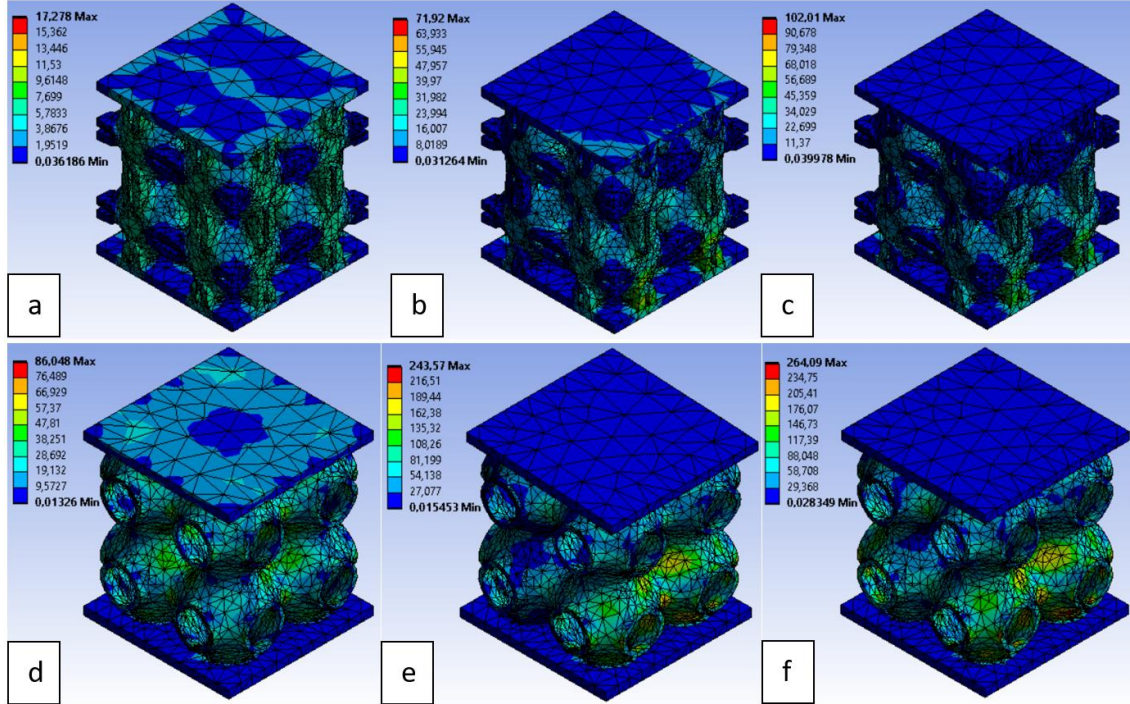 17,278 Max
15,362
13,446
11,53
9,6148
7,699
5,7833
3,8676
1,9519
0,036186 Min
a
71,92 Max
63,933
55,945
47,957
39,97
31,982
23,994
16,007
8,0189
0,031264 Min
b
102,01 Max
90,678
79,348
68,018
56,689
45,359
34,029
22,699
11,37
0,039978 Min
c
86,048 Max
76,489
66,929
57,37
47,81
38,251
28,692
19,132
9,5727
0,01326 Min
d
243,57 Max
216,51
189,44
162,38
135,32
108,26
81,199
54,138
27,077
0,015453 Min
e
264,09 Max
234,75
205,41
176,07
146,73
117,39
88,048
58,708
29,368
0,028349 Min
f